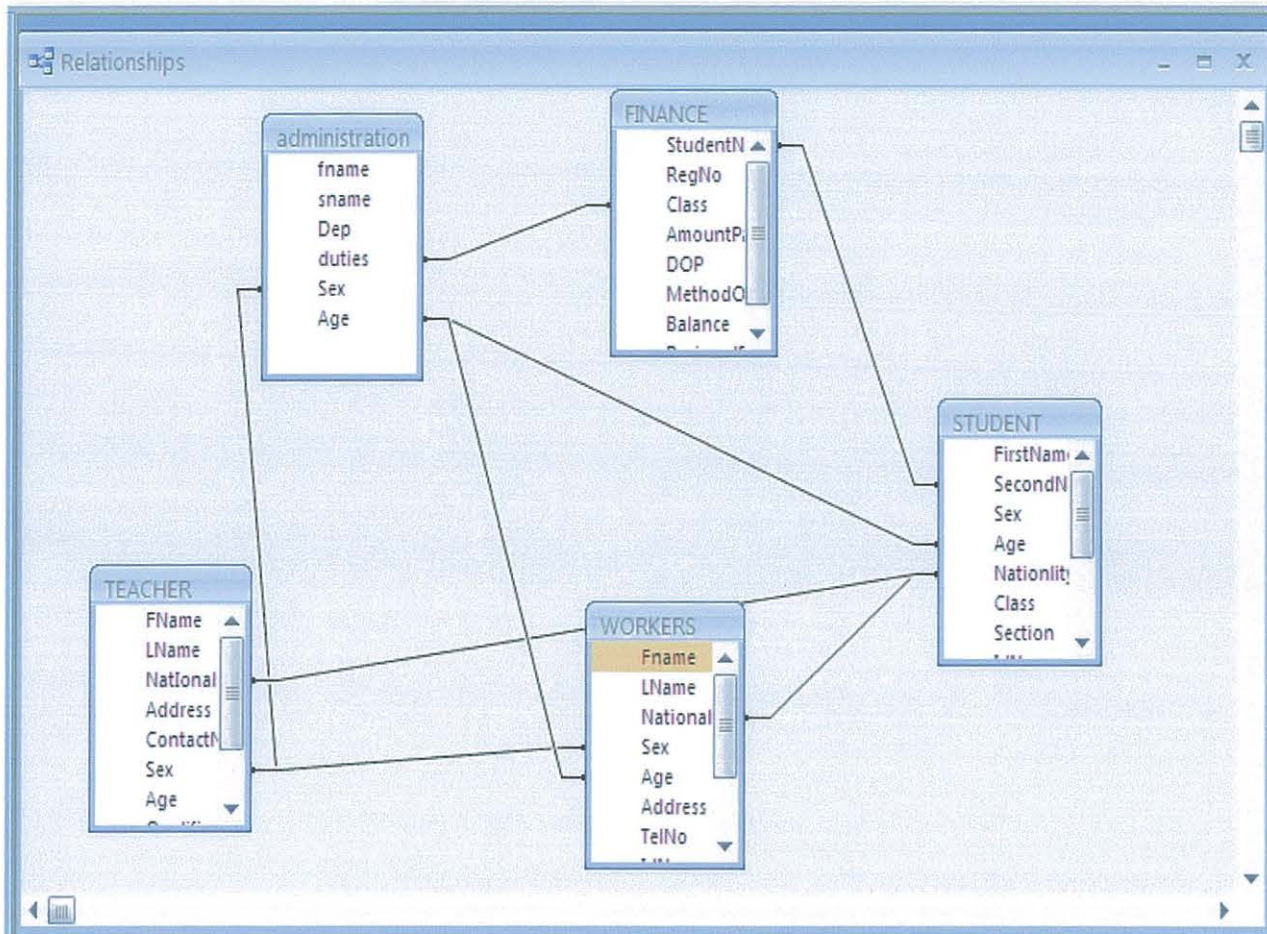 Relationships
administration
fname
sname
Dep
duties
Sex
Age
FINANCE
StudentN
RegNo
Class
AmountPa
DOP
MethodO
Balance
STUDENT
FirstName
SecondN
Sex
Age
Nationlity
Class
Section
TEACHER
FName
LName
NatIonal
Address
ContactN
Sex
Age
WORKERS
Fname
LName
National
Sex
Age
Address
TelNo